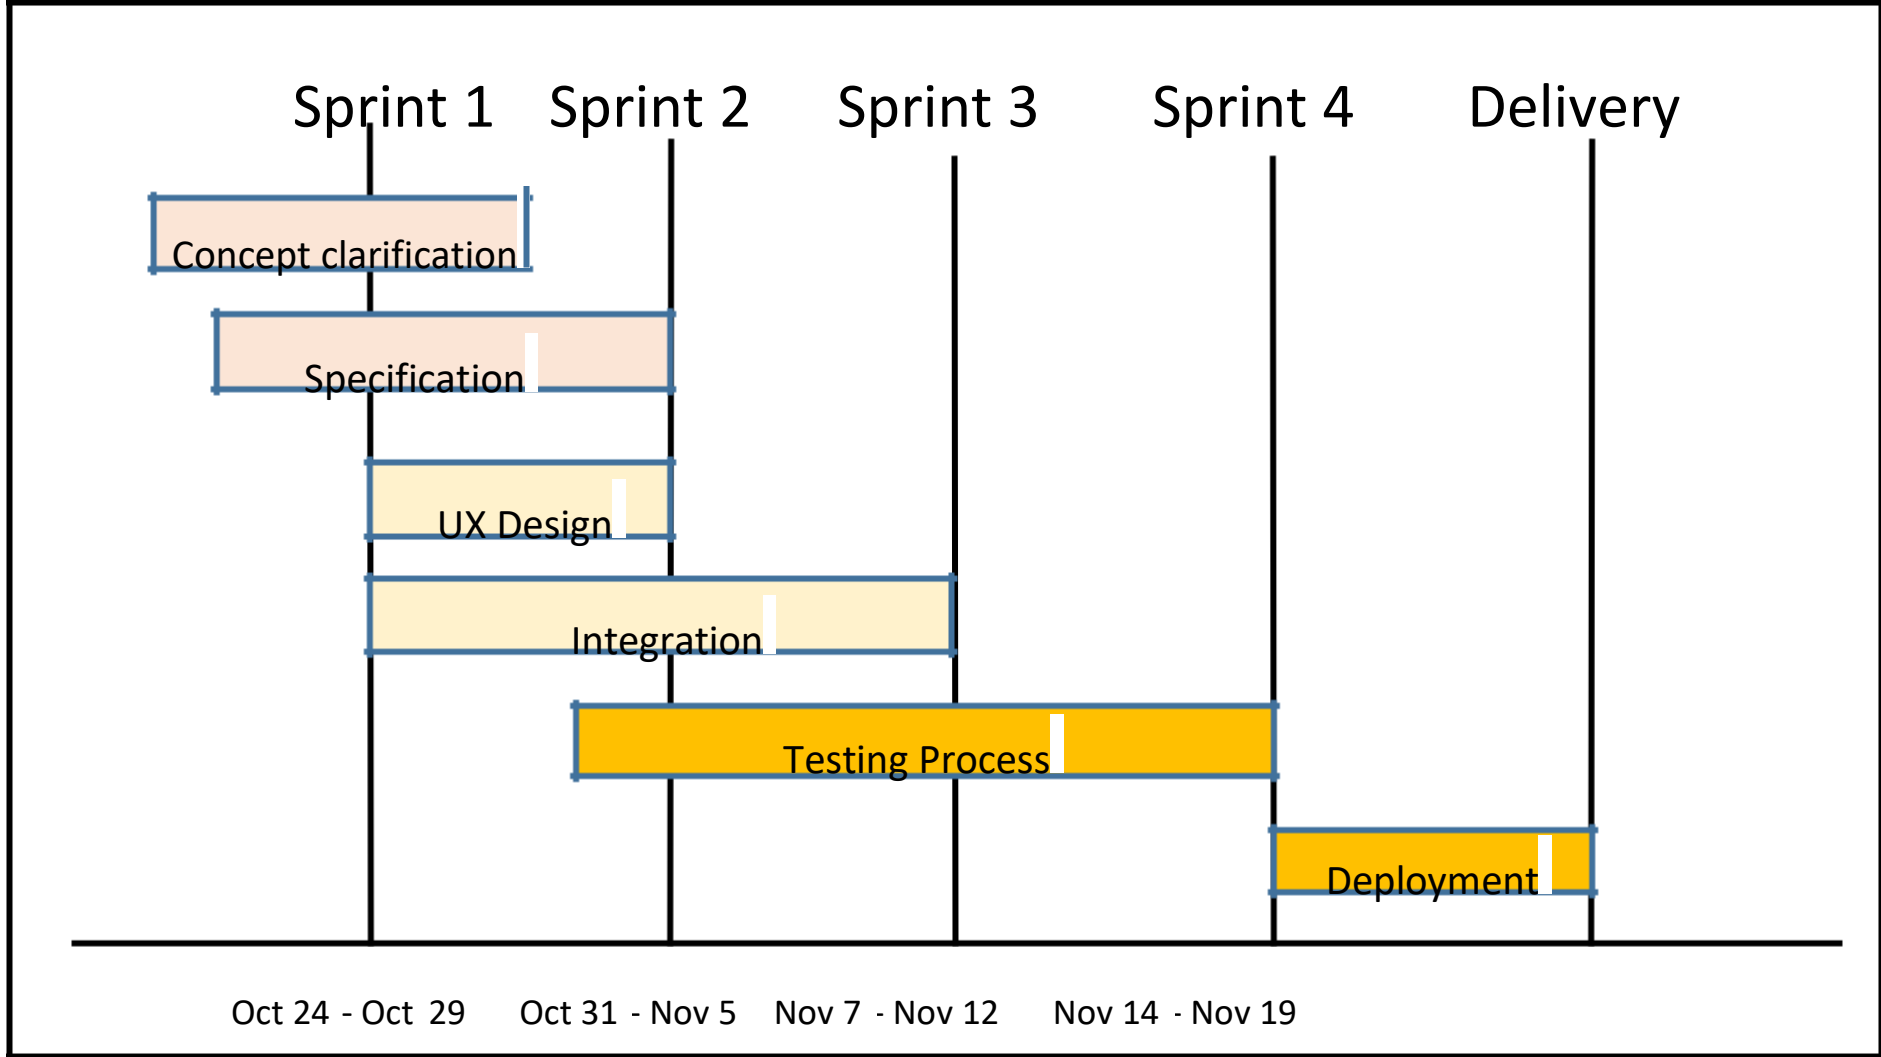 Sprint 1 Sprint 2 Sprint 3 Sprint 4 Delivery
Concept clarification
Specification
UX Design
Integration
Testing Process
Deployment
Oct 24 - Oct 29 Oct 31 - Nov 5 Nov 7 - Nov 12 Nov 14 - Nov 19